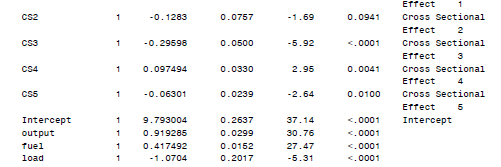 Effect 1
CS2 1 -0.1283 0.0757 -1.69 0.0941 Cross Sectional
Effect 2
CS3 1 -0.29598 0.0500 -5.92 <.0001 Cross Sectional
Effect 3
CS4 1 0.097494 0.0330 2.95 0.0041 Cross Sectional
Effect 4
CS5 1 -0.06301 0.0239 -2.64 0.0100 Cross Sectional
Effect 5
Intercept 1 9.793004 0.2637 37.14 <.0001 Intercept
output 1 0.919285 0.0299 30.76 <.0001
fuel 1 0.417492 0.0152 27.47 <.0001
load 1 -1.0704 0.2017 -5.31 <.0001